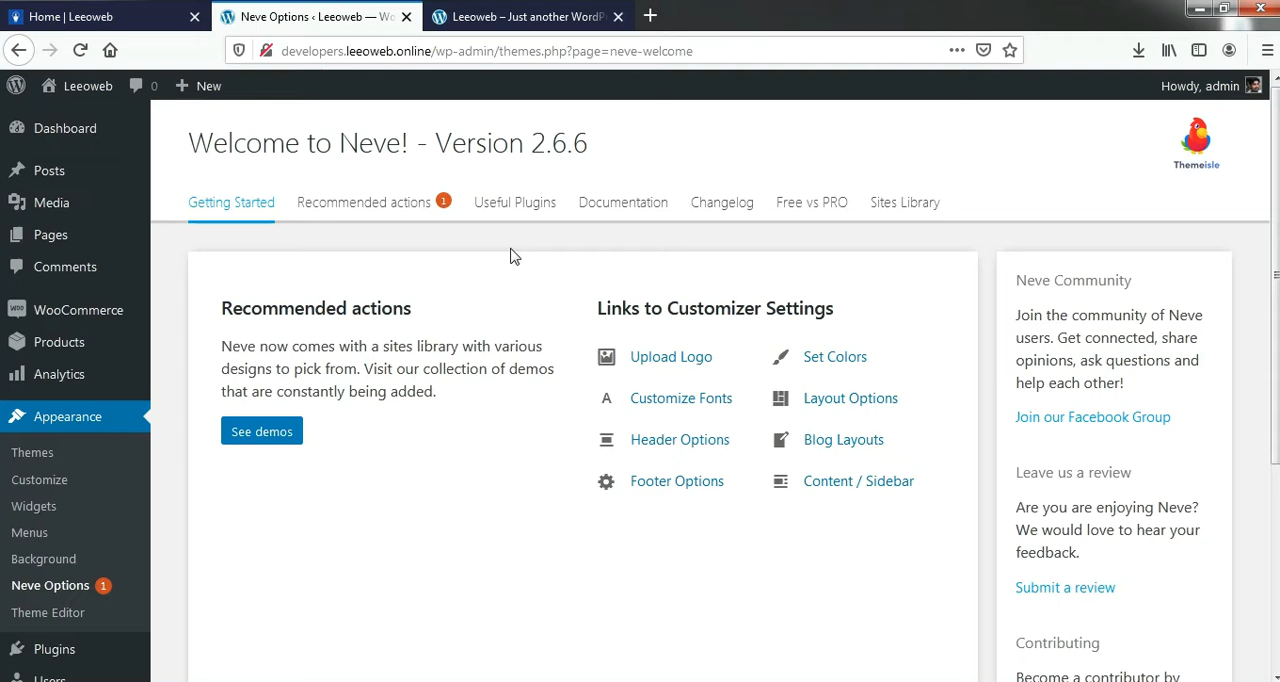 Home | Leeoweb
Neve Options ‹ Leeoweb — Wo
Leeoweb – Just another WordP
developers.leeoweb.online/wp-admin/themes.php?page=neve-welcome
Leeoweb 0 New Howdy, admin
Dashboard
Posts
Media
Pages
Comments
WOO WooCommerce
Products
Analytics
Appearance
Themes
Customize
Widgets
Menus
Background
Neve Options 1
Theme Editor
Plugins
Users
Welcome to Neve! - Version 2.6.6
Themeisle
Getting Started Recommended actions 1 Useful Plugins Documentation Changelog Free vs PRO Sites Library
Recommended actions
Neve now comes with a sites library with various
designs to pick from. Visit our collection of demos
that are constantly being added.
See demos
Links to Customizer Settings
Upload Logo Set Colors
A Customize Fonts Layout Options
Header Options Blog Layouts
Footer Options Content / Sidebar
Neve Community
Join the community of Neve
users. Get connected, share
opinions, ask questions and
help each other!
Join our Facebook Group
Leave us a review
Are you are enjoying Neve?
We would love to hear your
feedback.
Submit a review
Contributing
Become a contributor by